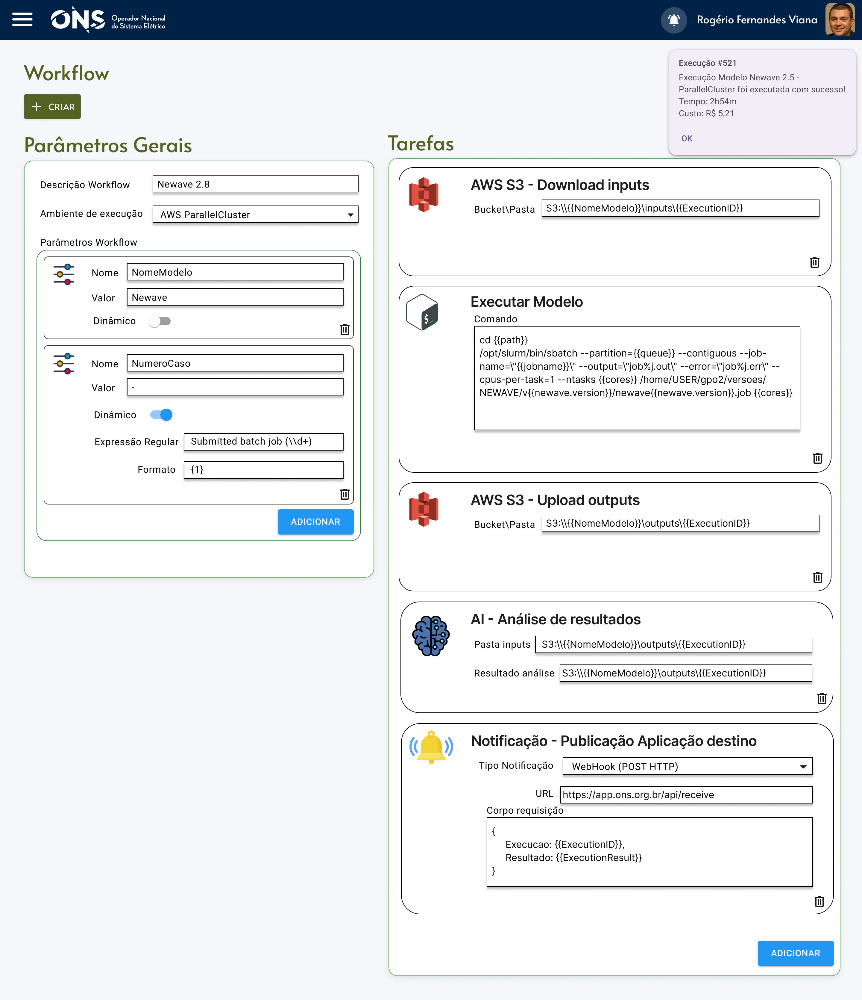 ONS
Operador Nacional
do Sistema Elétrico
Rogério Fernandes Viana
Execução #521
Execução Modelo Newave 2.5 -
ParallelCluster foi executada com sucesso!
Tempo: 2h54m
Custo: R$ 5,21
OK
Workflow
+ CRIAR
Parâmetros Gerais
Descrição Workflow Newave 2.8
Ambiente de execução AWS ParallelCluster
Parâmetros Workflow
Nome NomeModelo
Valor Newave
Dinâmico
Nome NumeroCaso
Valor -
Dinâmico
Expressão Regular Submitted batch job (\\d+)
Formato {1}
ADICIONAR
Tarefas
AWS S3 - Download inputs
Bucket\Pasta S3:\\{{NomeModelo}}\inputs\{{ExecutionID}}
Executar Modelo
Comando
cd {{path}}
/opt/slurm/bin/sbatch --partition={{queue}} --contiguous --job-
name=\"{{jobname}}\" --output=\"job%j.out\" --error=\"job%j.err\" --
cpus-per-task=1 --ntasks {{cores}} /home/USER/gpo2/versoes/
NEWAVE/v{{newave.version}}/newave{{newave.version}}.job {{cores}}
AWS S3 - Upload outputs
Bucket\Pasta S3:\\{{NomeModelo}}\outputs\{{ExecutionID}}
AI - Análise de resultados
Pasta inputs S3:\\{{NomeModelo}}\outputs\{{ExecutionID}}
Resultado análise S3:\\{{NomeModelo}}\outputs\{{ExecutionID}}
Notificação - Publicação Aplicação destino
Tipo Notificação WebHook (POST HTTP)
URL https://app.ons.org.br/api/receive
Corpo requisição
{
Execucao: {{ExecutionID}},
Resultado: {{ExecutionResult}}
}
ADICIONAR